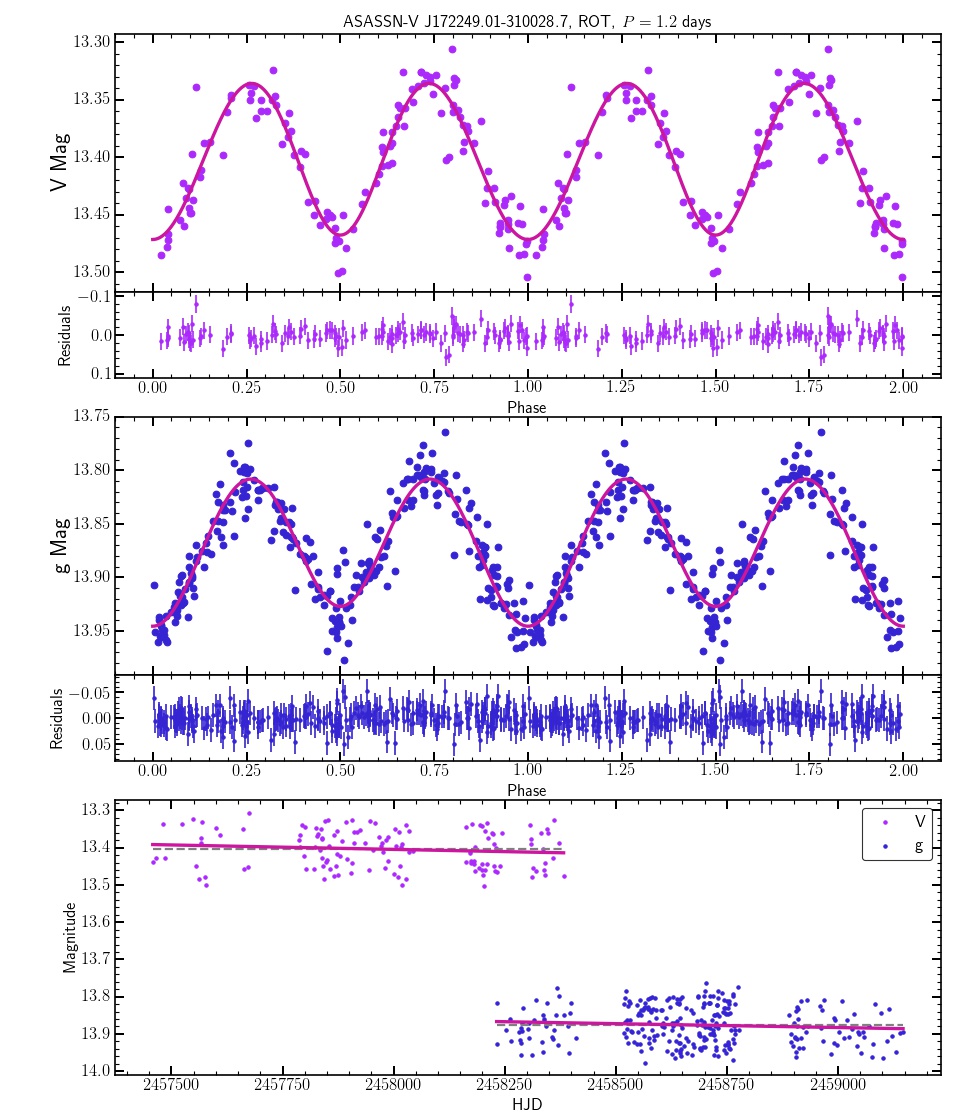 ASASSN-V J172249.01-310028.7, ROT, P = 1.2 days
13.30
13.35
13.40
13.45
13.50
V Mag
−0.1
0.0
0.1
Residuals
0.00 0.25 0.50 0.75 1.00 1.25 1.50 1.75 2.00
Phase
13.75
13.80
13.85
13.90
13.95
g Mag
−0.05
0.00
0.05
Residuals
0.00 0.25 0.50 0.75 1.00 1.25 1.50 1.75 2.00
Phase
13.3
13.4
13.5
13.6
13.7
13.8
13.9
14.0
Magnitude
V
g
2457500 2457750 2458000 2458250 2458500 2458750 2459000
HJD